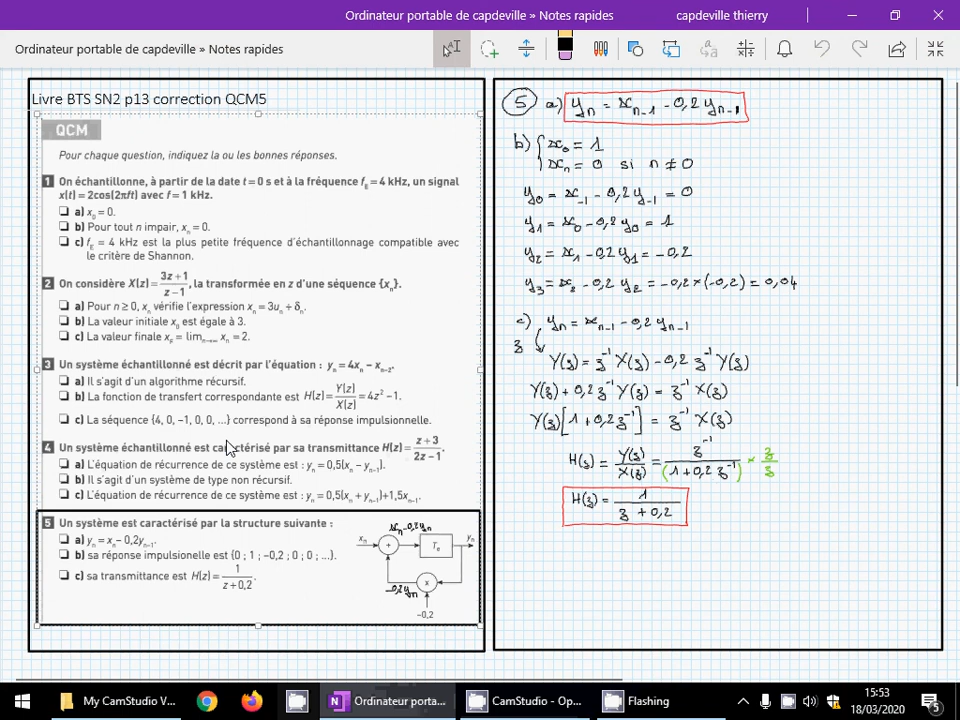 Ordinateur portable de capdeville » Notes rapides
capdeville thierry
Ordinateur portable de capdeville » Notes rapides
Livre BTS SN2 p13 correction QCM5
QCM
Pour chaque question, indiquez la ou les bonnes réponses.
1 On échantillonne, à partir de la date t = 0 s et à la fréquence f_E = 4 kHz, un signal
x(t) = 2cos(2πft) avec f = 1 kHz.
a) x₀ = 0.
b) Pour tout n impair, xₙ = 0.
c) f_E = 4 kHz est la plus petite fréquence d'échantillonnage compatible avec
le critère de Shannon.
2 On considère X(z) = (3z+1)/(z−1), la transformée en z d'une séquence {xₙ}.
a) Pour n ≥ 0, xₙ vérifie l'expression xₙ = 3uₙ + δₙ.
b) La valeur initiale x₀ est égale à 3.
c) La valeur finale x_F = lim_{n→∞} xₙ = 2.
3 Un système échantillonné est décrit par l'équation : yₙ = 4xₙ − xₙ₋₂.
a) Il s'agit d'un algorithme récursif.
b) La fonction de transfert correspondante est H(z) = Y(z)/X(z) = 4z² − 1.
c) La séquence {4, 0, −1, 0, 0, ...} correspond à sa réponse impulsionnelle.
4 Un système échantillonné est caractérisé par sa transmittance H(z) = (z+3)/(2z−1).
a) L'équation de récurrence de ce système est : yₙ = 0,5(xₙ − yₙ₋₁).
b) Il s'agit d'un système de type non récursif.
c) L'équation de récurrence de ce système est : yₙ = 0,5(xₙ + yₙ₋₁)+1,5xₙ₋₁.
5 Un système est caractérisé par la structure suivante :
a) yₙ = xₙ − 0,2yₙ₋₁.
b) sa réponse impulsionelle est {0 ; 1 ; −0,2 ; 0 ; 0 ; ...}.
c) sa transmittance est H(z) = 1/(z+0,2).
xₙ−0,2yₙ
xₙ
+
Tₑ
yₙ
−0,2yₙ
x
−0,2
5 a) yₙ = xₙ₋₁ − 0,2 yₙ₋₁
b) { x₀ = 1
xₙ = 0 si n ≠ 0
y₀ = x₋₁ − 0,2 y₋₁ = 0
y₁ = x₀ − 0,2 y₀ = 1
y₂ = x₁ − 0,2 y₁ = −0,2
y₃ = x₂ − 0,2 y₂ = −0,2 × (−0,2) = 0,04
c) yₙ = xₙ₋₁ − 0,2 yₙ₋₁
z
Y(z) = z⁻¹ X(z) − 0,2 z⁻¹ Y(z)
Y(z) + 0,2 z⁻¹ Y(z) = z⁻¹ X(z)
Y(z) [1 + 0,2 z⁻¹] = z⁻¹ X(z)
H(z) = Y(z)/X(z) = z⁻¹/(1 + 0,2 z⁻¹) × z/z
H(z) = 1/(z + 0,2)
My CamStudio V...
Ordinateur porta...
CamStudio - Op...
Flashing
15:53
18/03/2020
5